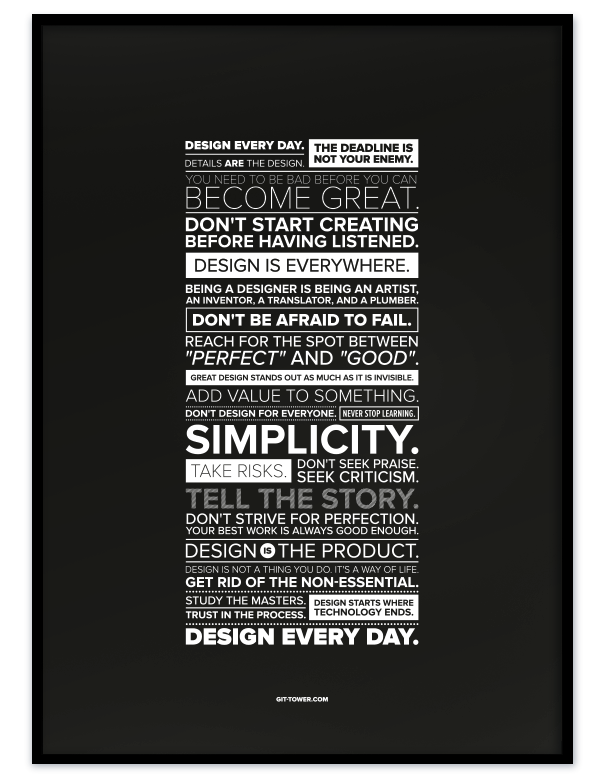 DESIGN EVERY DAY.
DETAILS ARE THE DESIGN.
THE DEADLINE IS
NOT YOUR ENEMY.
YOU NEED TO BE BAD BEFORE YOU CAN
BECOME GREAT.
DON'T START CREATING
BEFORE HAVING LISTENED.
DESIGN IS EVERYWHERE.
BEING A DESIGNER IS BEING AN ARTIST,
AN INVENTOR, A TRANSLATOR, AND A PLUMBER.
DON'T BE AFRAID TO FAIL.
REACH FOR THE SPOT BETWEEN
"PERFECT" AND "GOOD".
GREAT DESIGN STANDS OUT AS MUCH AS IT IS INVISIBLE.
ADD VALUE TO SOMETHING.
DON'T DESIGN FOR EVERYONE.
NEVER STOP LEARNING.
SIMPLICITY.
TAKE RISKS.
DON'T SEEK PRAISE.
SEEK CRITICISM.
TELL THE STORY.
DON'T STRIVE FOR PERFECTION.
YOUR BEST WORK IS ALWAYS GOOD ENOUGH.
DESIGN IS THE PRODUCT.
DESIGN IS NOT A THING YOU DO. IT'S A WAY OF LIFE.
GET RID OF THE NON-ESSENTIAL.
STUDY THE MASTERS.
TRUST IN THE PROCESS.
DESIGN STARTS WHERE
TECHNOLOGY ENDS.
DESIGN EVERY DAY.
GIT-TOWER.COM